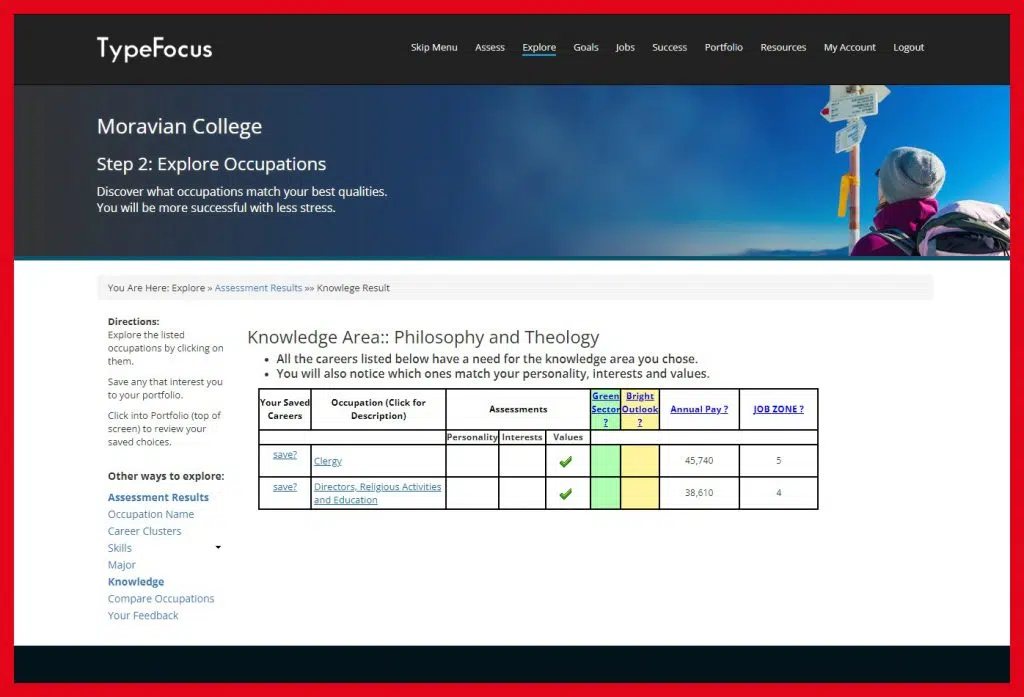 TypeFocus
Skip Menu Assess Explore Goals Jobs Success Portfolio Resources My Account Logout
Moravian College
Step 2: Explore Occupations
Discover what occupations match your best qualities.
You will be more successful with less stress.
You Are Here: Explore » Assessment Results »» Knowlege Result
Directions:
Explore the listed
occupations by clicking on
them.
Save any that interest you
to your portfolio.
Click into Portfolio (top of
screen) to review your
saved choices.
Other ways to explore:
Assessment Results
Occupation Name
Career Clusters
Skills
Major
Knowledge
Compare Occupations
Your Feedback
Knowledge Area:: Philosophy and Theology
• All the careers listed below have a need for the knowledge area you chose.
• You will also notice which ones match your personality, interests and values.
Your Saved Careers Occupation (Click for Description) Assessments Green Sector ? Bright Outlook ? Annual Pay ? JOB ZONE ?
Personality Interests Values
save? Clergy 45,740 5
save? Directors, Religious Activities and Education 38,610 4